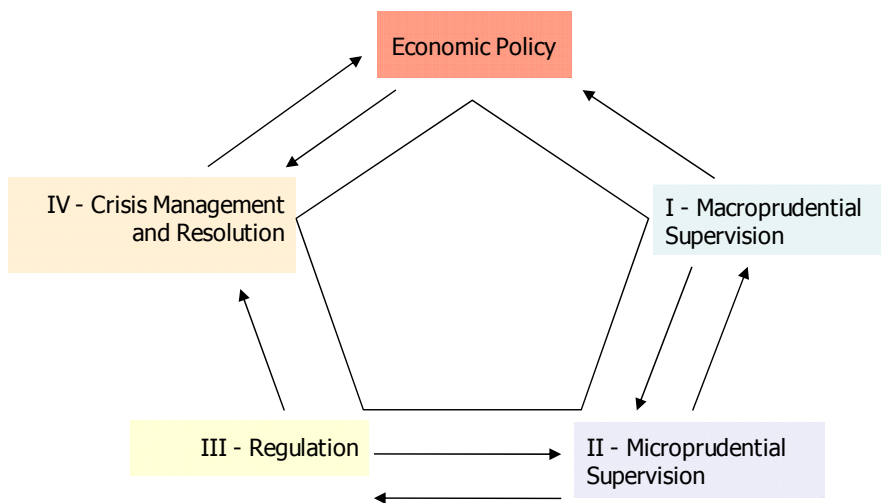 Economic Policy
IV - Crisis Management
and Resolution
I - Macroprudential
Supervision
III - Regulation
II - Microprudential
Supervision